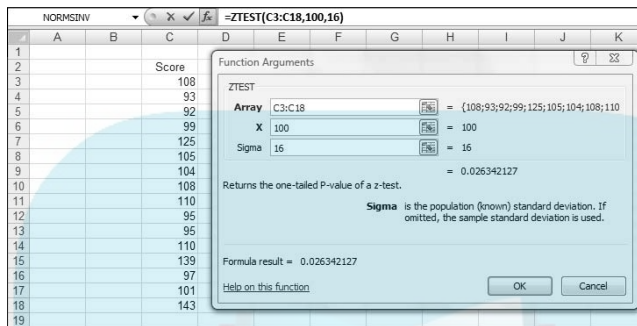 NORMSINV =ZTEST(C3:C18,100,16)
A B C D E F G H I J K
1
2 Score
3 108
4 93
5 92
6 99
7 125
8 105
9 104
10 108
11 110
12 95
13 95
14 110
15 139
16 97
17 101
18 143
19
Function Arguments
ZTEST
Array C3:C18 = {108;93;92;99;125;105;104;108;110
X 100 = 100
Sigma 16 = 16
= 0.026342127
Returns the one-tailed P-value of a z-test.
Sigma is the population (known) standard deviation. If
omitted, the sample standard deviation is used.
Formula result = 0.026342127
Help on this function OK Cancel